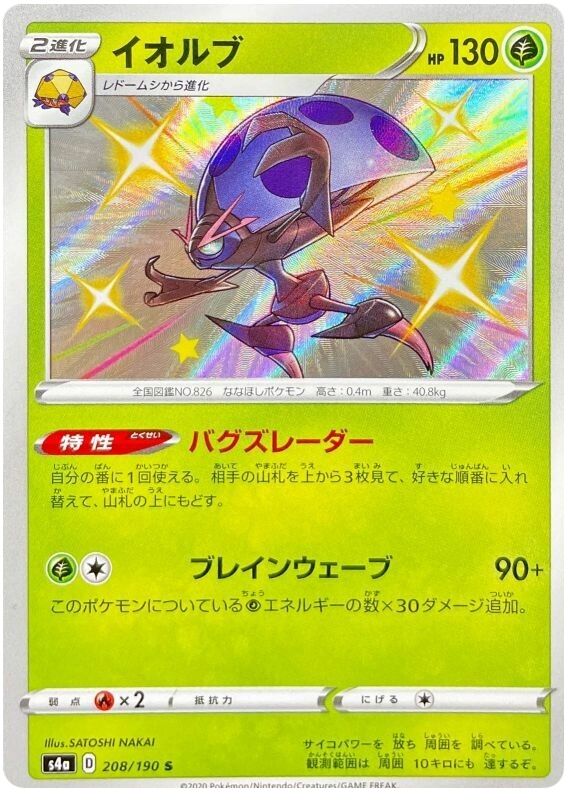 2進化
イオルブ
HP 130
レドームシから進化
全国図鑑NO.826 ななほしポケモン 高さ:0.4m 重さ:40.8kg
特性 とくせい バグズレーダー
自分の番に1回使える。相手の山札を上から3枚見て、好きな順番に入れ
替えて、山札の上にもどす。
ブレインウェーブ 90+
このポケモンについているエネルギーの数×30ダメージ追加。
弱点 ×2 抵抗力 にげる
Illus.SATOSHI NAKAI
サイコパワーを放ち周囲を調べている。
観測範囲は周囲10キロにも達するぞ。
s4a D 208/190 S
©2020 Pokémon/Nintendo/Creatures/GAME FREAK.